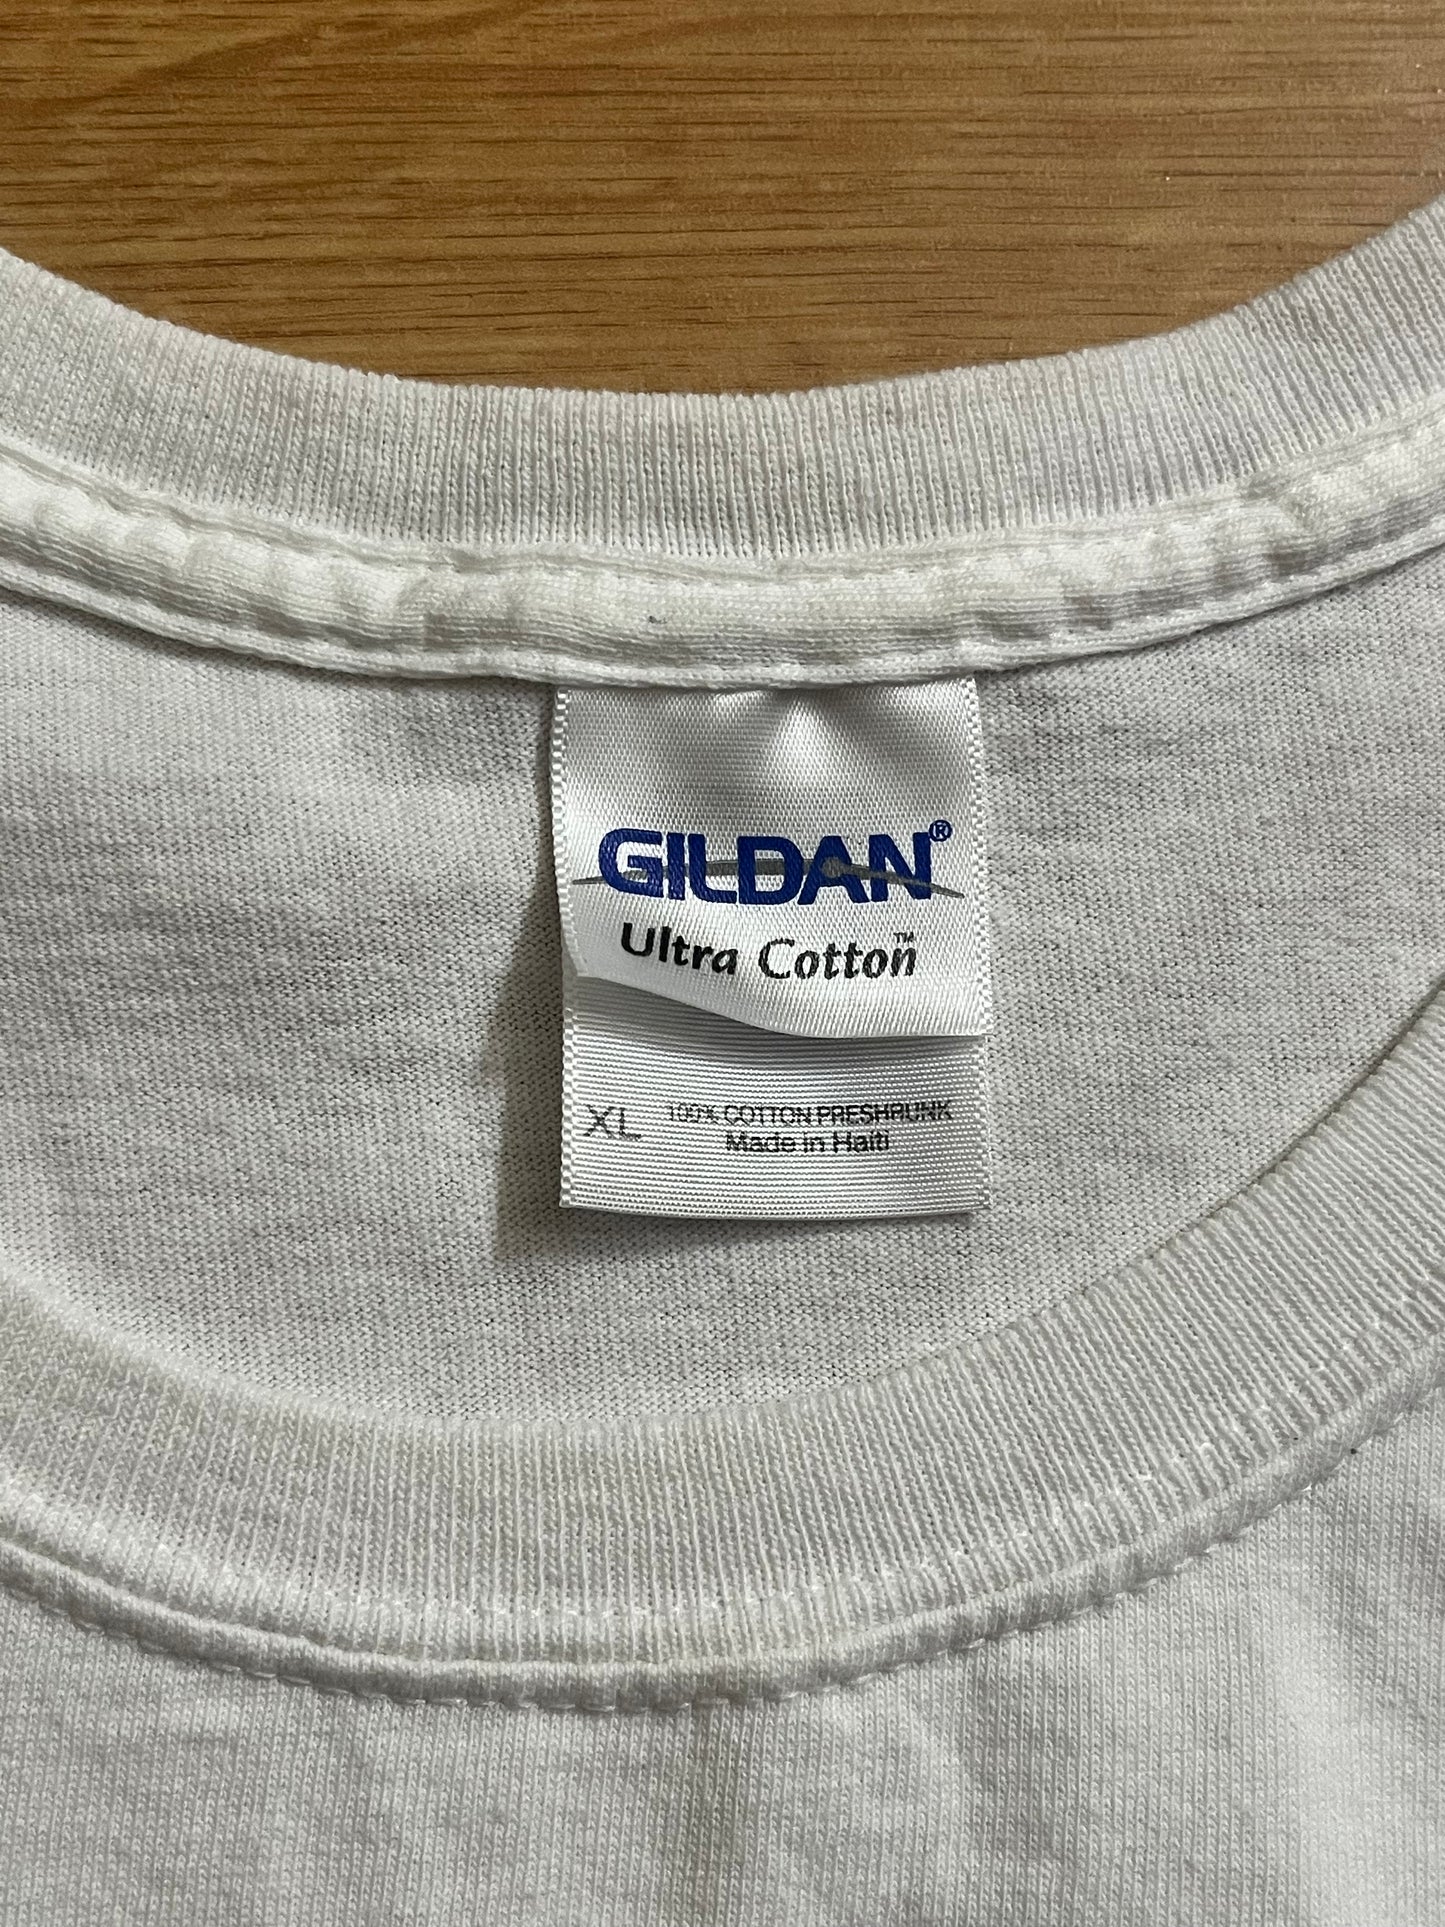 GILDAN®
Ultra Cotton™
XL 100% COTTON PRESHRUNK
Made in Haiti